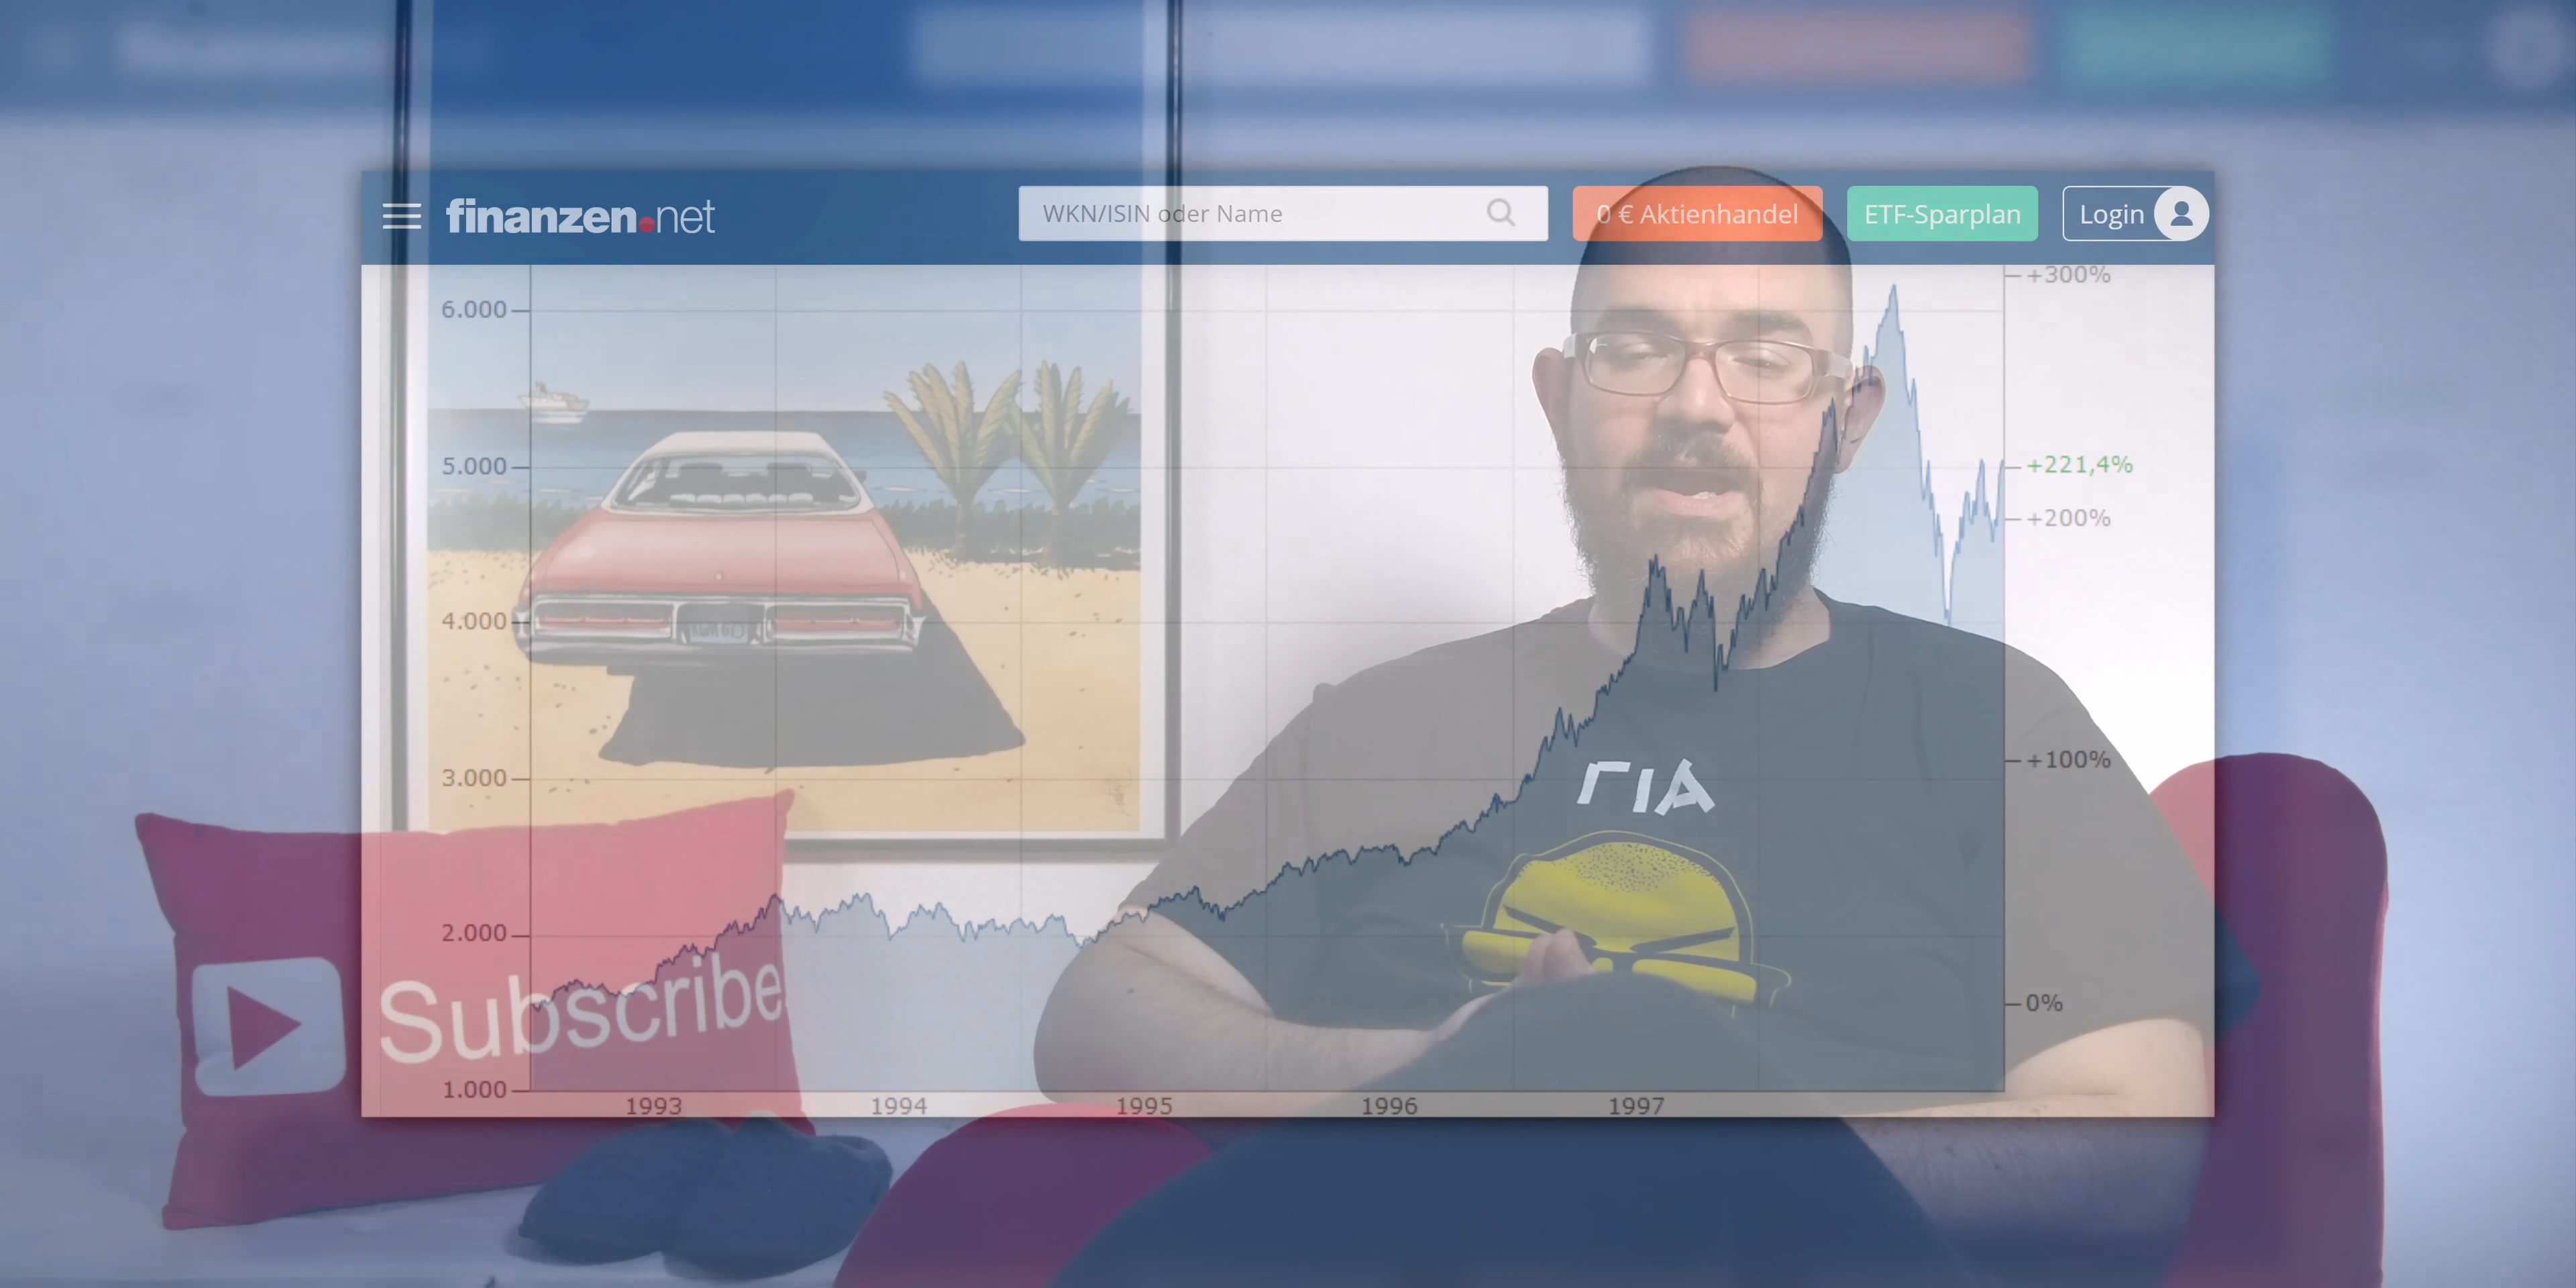 finanzen.net
WKN/ISIN oder Name
0 € Aktienhandel
ETF-Sparplan
Login
6.000
5.000
4.000
3.000
2.000
1.000
+300%
+221,4%
+200%
+100%
0%
1993
1994
1995
1996
1997
Subscribe